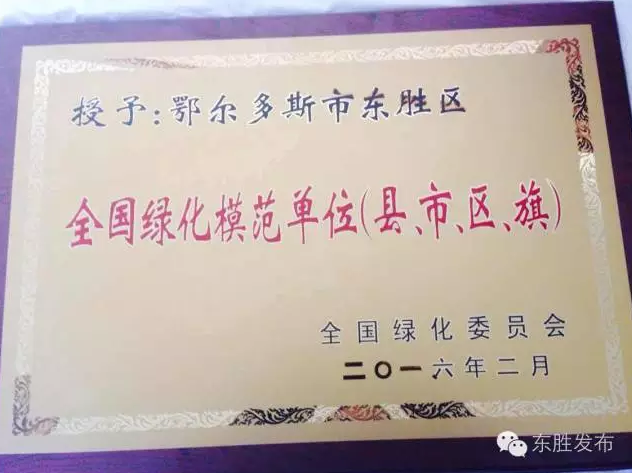 授予:鄂尔多斯市东胜区
全国绿化模范单位(县、市、区、旗)
全国绿化委员会
二〇一六年二月
东胜发布